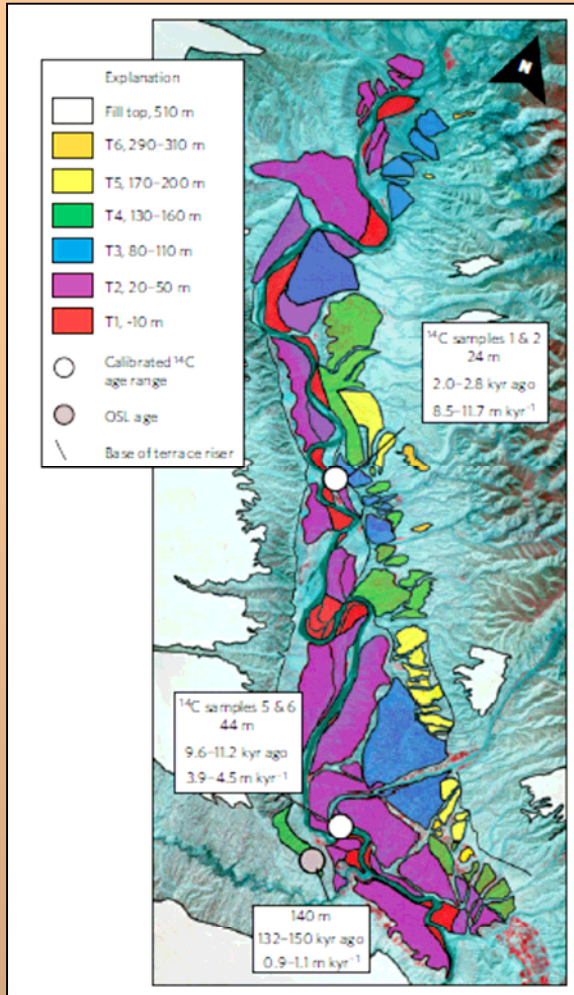 N
Explanation
Fill top, 510 m
T6, 290–310 m
T5, 170–200 m
T4, 130–160 m
T3, 80–110 m
T2, 20–50 m
T1, -10 m
Calibrated ¹⁴C
age range
OSL age
Base of terrace riser
¹⁴C samples 1 & 2
24 m
2.0–2.8 kyr ago
8.5–11.7 m kyr⁻¹
¹⁴C samples 5 & 6
44 m
9.6–11.2 kyr ago
3.9–4.5 m kyr⁻¹
140 m
132–150 kyr ago
0.9–1.1 m kyr⁻¹